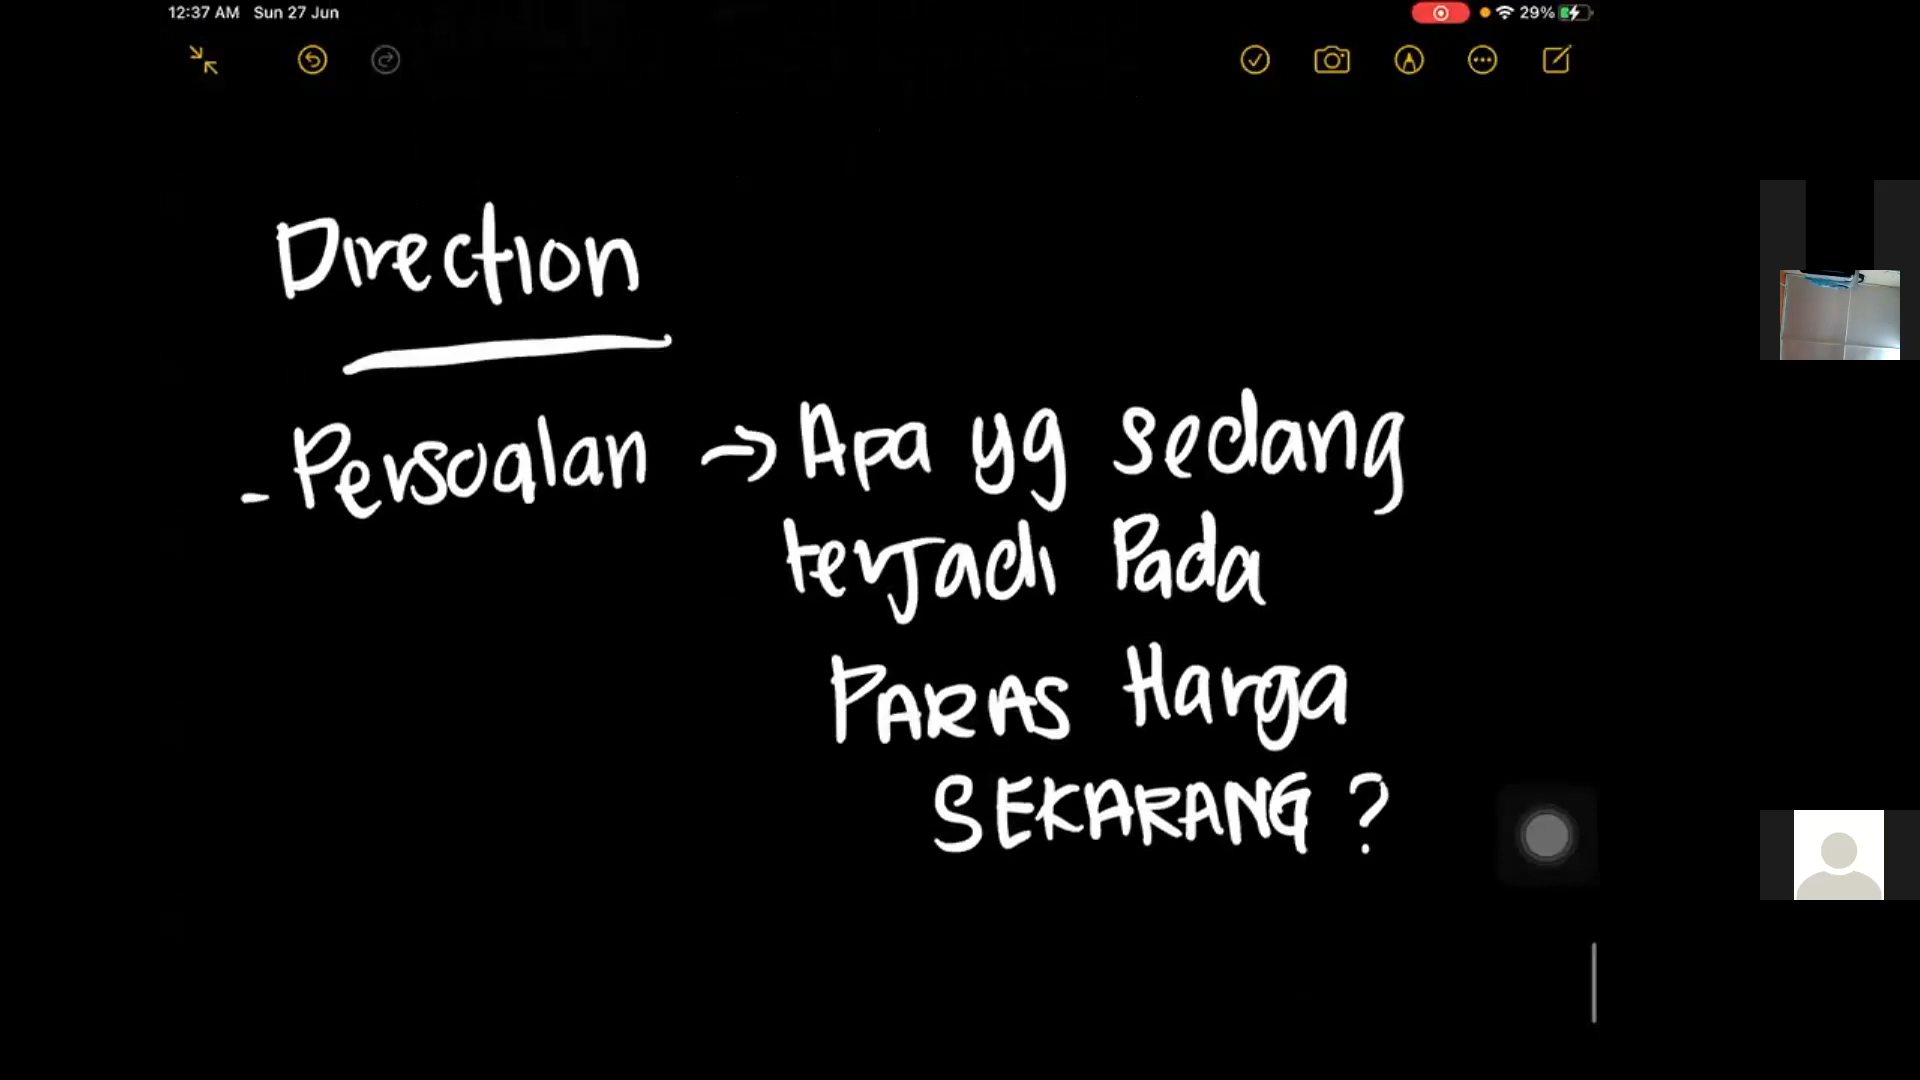 12:37 AM Sun 27 Jun
29%
Direction
- Persoalan → Apa yg sedang
terjadi Pada
PARAS Harga
SEKARANG ?